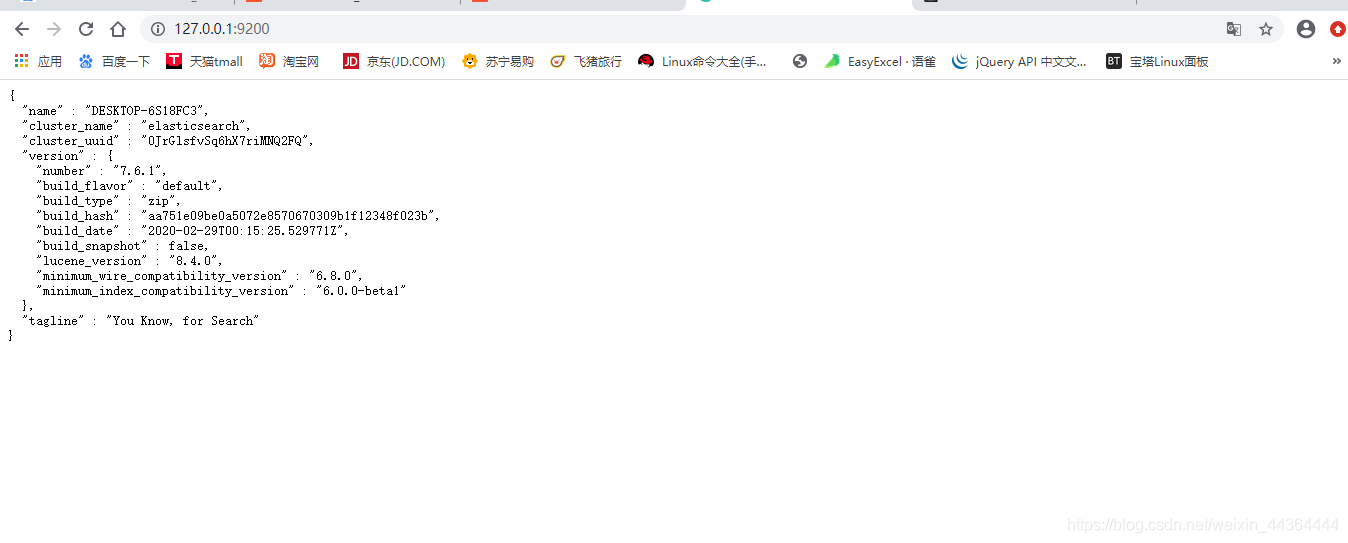 127.0.0.1:9200
应用 百度一下 天猫tmall 淘宝网 JD 京东(JD.COM) 苏宁易购 飞猪旅行 Linux命令大全(手... EasyExcel · 语雀 jQuery API 中文文... BT 宝塔Linux面板 »
{
"name" : "DESKTOP-6S18FC3",
"cluster_name" : "elasticsearch",
"cluster_uuid" : "OJrGlsfvSq6hX7riMNQ2FQ",
"version" : {
"number" : "7.6.1",
"build_flavor" : "default",
"build_type" : "zip",
"build_hash" : "aa751e09be0a5072e8570670309b1f12348f023b",
"build_date" : "2020-02-29T00:15:25.529771Z",
"build_snapshot" : false,
"lucene_version" : "8.4.0",
"minimum_wire_compatibility_version" : "6.8.0",
"minimum_index_compatibility_version" : "6.0.0-beta1"
},
"tagline" : "You Know, for Search"
}
https://blog.csdn.net/weixin_44364444